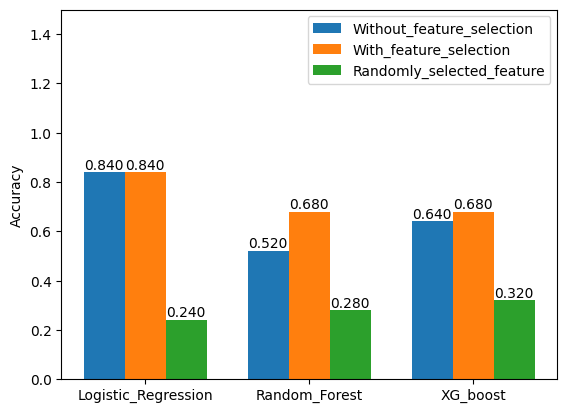 Without_feature_selection
With_feature_selection
Randomly_selected_feature
Accuracy
1.4
1.2
1.0
0.8
0.6
0.4
0.2
0.0
0.840 0.840 0.240
0.520 0.680 0.280
0.640 0.680 0.320
Logistic_Regression Random_Forest XG_boost